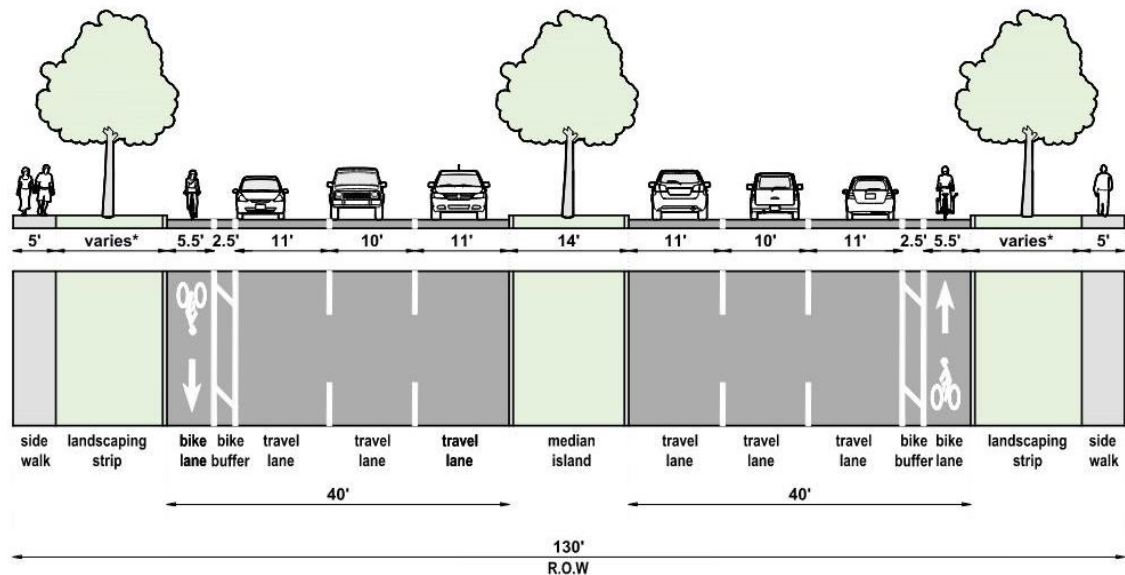 5' varies* 5.5' 2.5' 11' 10' 11' 14' 11' 10' 11' 2.5' 5.5' varies* 5'
side walk
landscaping strip
bike lane
bike buffer
travel lane
travel lane
travel lane
median island
travel lane
travel lane
travel lane
bike buffer
bike lane
landscaping strip
side walk
40' 40'
130'
R.O.W